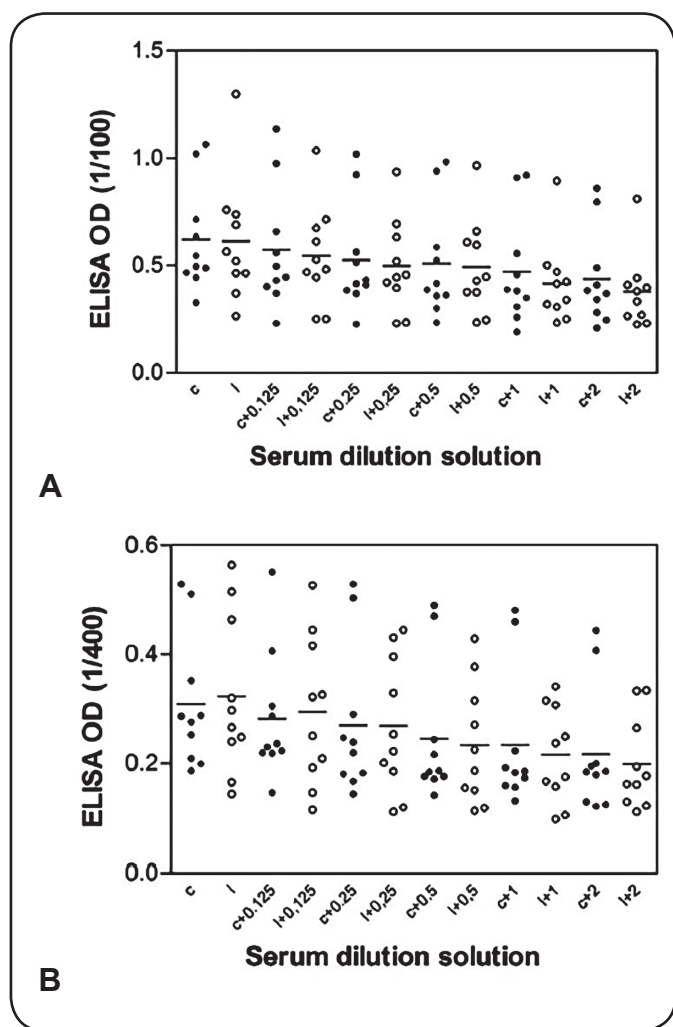 1.5
1.0
0.5
0.0
ELISA OD (1/100)
c l c+0.125 l+0,125 c+0,25 l+0,25 c+0,5 l+0,5 c+1 l+1 c+2 l+2
Serum dilution solution
A
0.6
0.4
0.2
0.0
ELISA OD (1/400)
c l c+0.125 l+0,125 c+0.25 l+0,25 c+0,5 l+0,5 c+1 l+1 c+2 l+2
Serum dilution solution
B